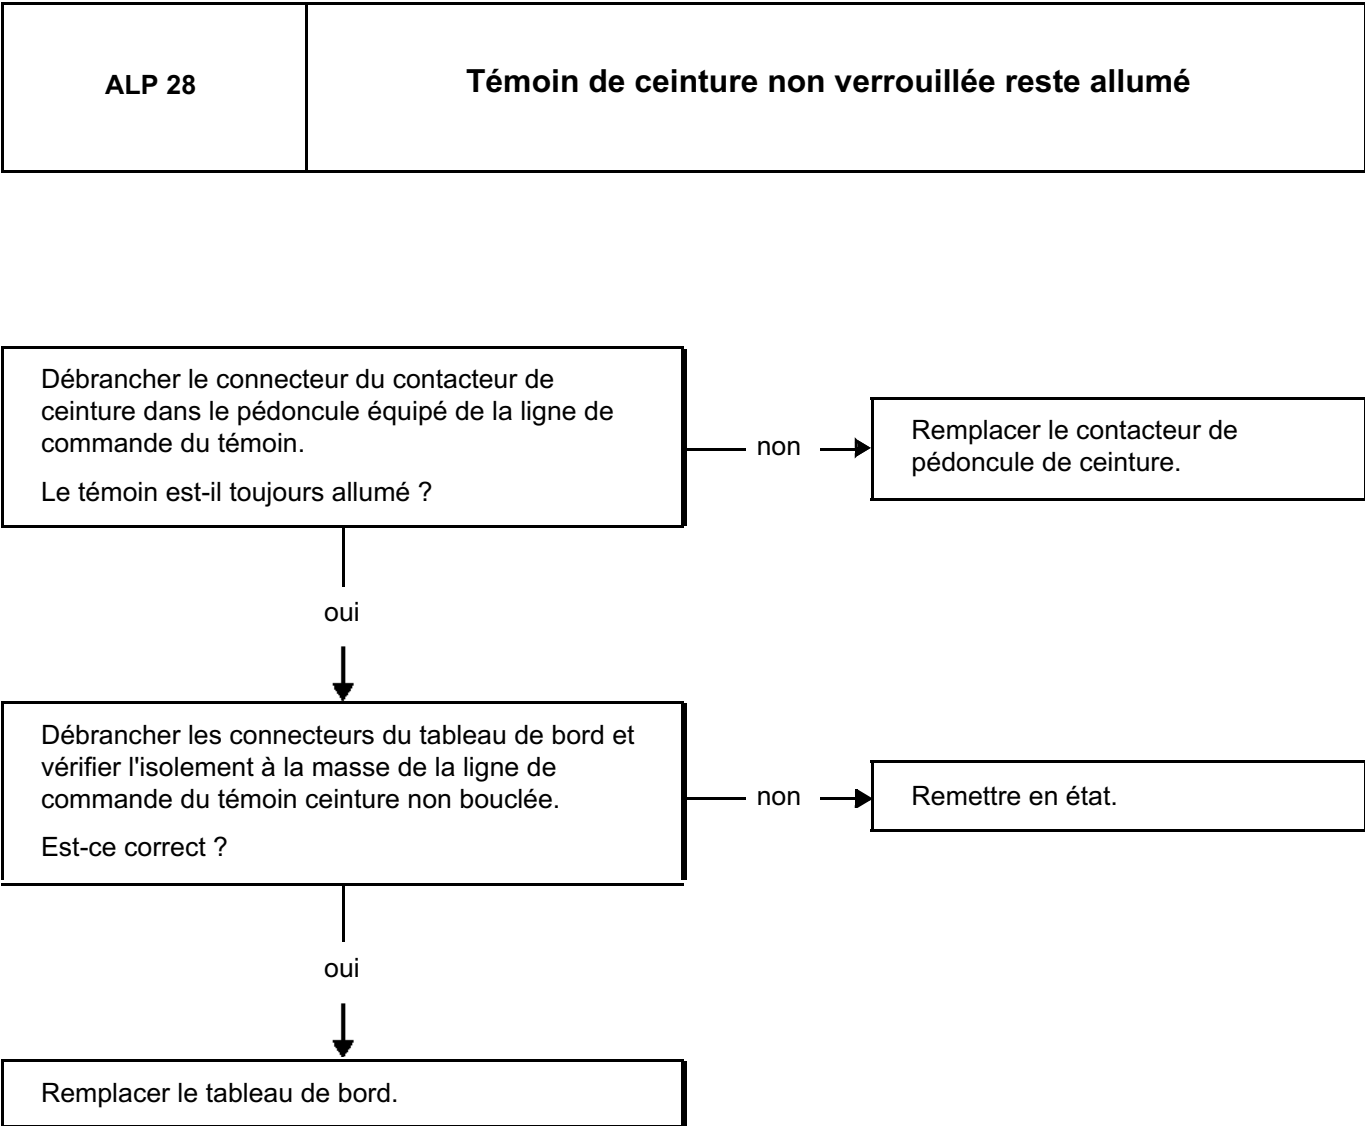 ALP 28
Témoin de ceinture non verrouillée reste allumé
Débrancher le connecteur du contacteur de
ceinture dans le pédoncule équipé de la ligne de
commande du témoin.
Le témoin est-il toujours allumé ?
non
Remplacer le contacteur de
pédoncule de ceinture.
oui
Débrancher les connecteurs du tableau de bord et
vérifier l'isolement à la masse de la ligne de
commande du témoin ceinture non bouclée.
Est-ce correct ?
non
Remettre en état.
oui
Remplacer le tableau de bord.